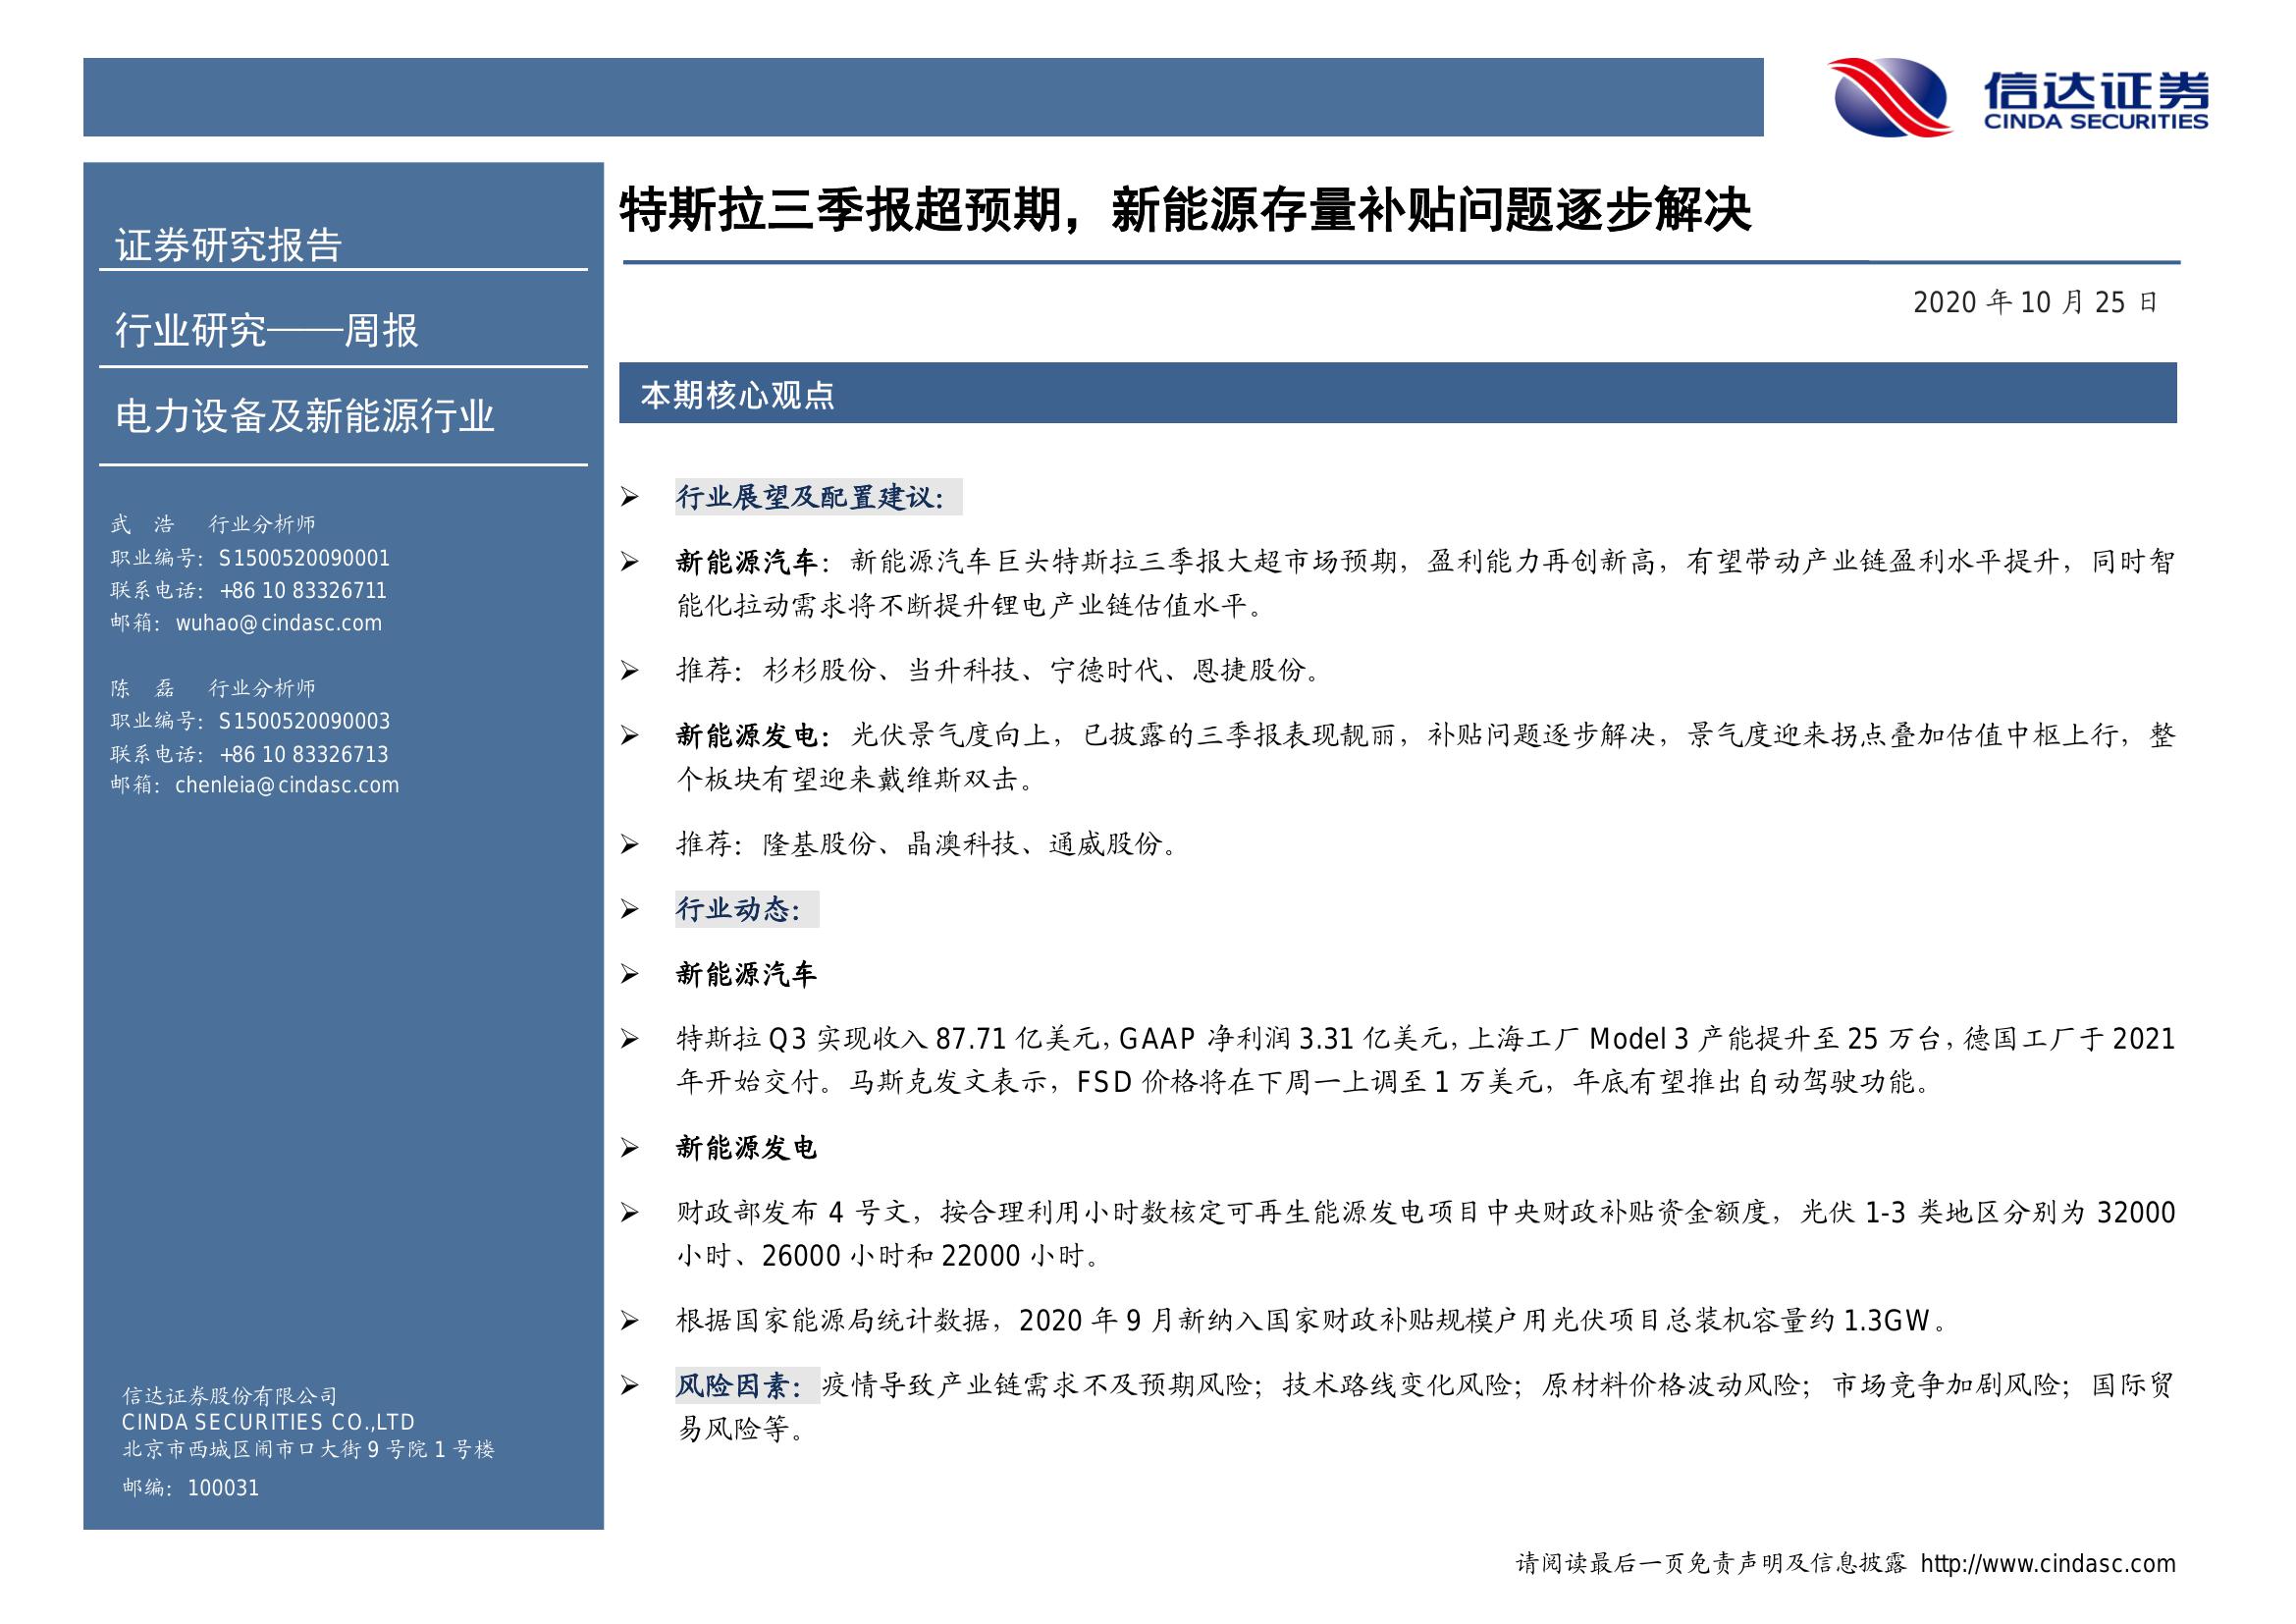 信达证券
CINDA SECURITIES
证券研究报告
行业研究——周报
电力设备及新能源行业
武 浩 行业分析师
职业编号：S1500520090001
联系电话：+86 10 83326711
邮箱：wuhao@cindasc.com
陈 磊 行业分析师
职业编号：S1500520090003
联系电话：+86 10 83326713
邮箱：chenleia@cindasc.com
信达证券股份有限公司
CINDA SECURITIES CO.,LTD
北京市西城区闹市口大街9号院1号楼
邮编：100031
特斯拉三季报超预期，新能源存量补贴问题逐步解决
2020 年 10 月 25 日
本期核心观点
➢ 行业展望及配置建议：
➢ 新能源汽车：新能源汽车巨头特斯拉三季报大超市场预期，盈利能力再创新高，有望带动产业链盈利水平提升，同时智
能化拉动需求将不断提升锂电产业链估值水平。
➢ 推荐：杉杉股份、当升科技、宁德时代、恩捷股份。
➢ 新能源发电：光伏景气度向上，已披露的三季报表现靓丽，补贴问题逐步解决，景气度迎来拐点叠加估值中枢上行，整
个板块有望迎来戴维斯双击。
➢ 推荐：隆基股份、晶澳科技、通威股份。
➢ 行业动态：
➢ 新能源汽车
➢ 特斯拉 Q3 实现收入 87.71 亿美元，GAAP 净利润 3.31 亿美元，上海工厂 Model 3 产能提升至 25 万台，德国工厂于 2021
年开始交付。马斯克发文表示，FSD 价格将在下周一上调至 1 万美元，年底有望推出自动驾驶功能。
➢ 新能源发电
➢ 财政部发布 4 号文，按合理利用小时数核定可再生能源发电项目中央财政补贴资金额度，光伏 1-3 类地区分别为 32000
小时、26000 小时和 22000 小时。
➢ 根据国家能源局统计数据，2020 年 9 月新纳入国家财政补贴规模户用光伏项目总装机容量约 1.3GW。
➢ 风险因素：疫情导致产业链需求不及预期风险；技术路线变化风险；原材料价格波动风险；市场竞争加剧风险；国际贸
易风险等。
请阅读最后一页免责声明及信息披露 http://www.cindasc.com